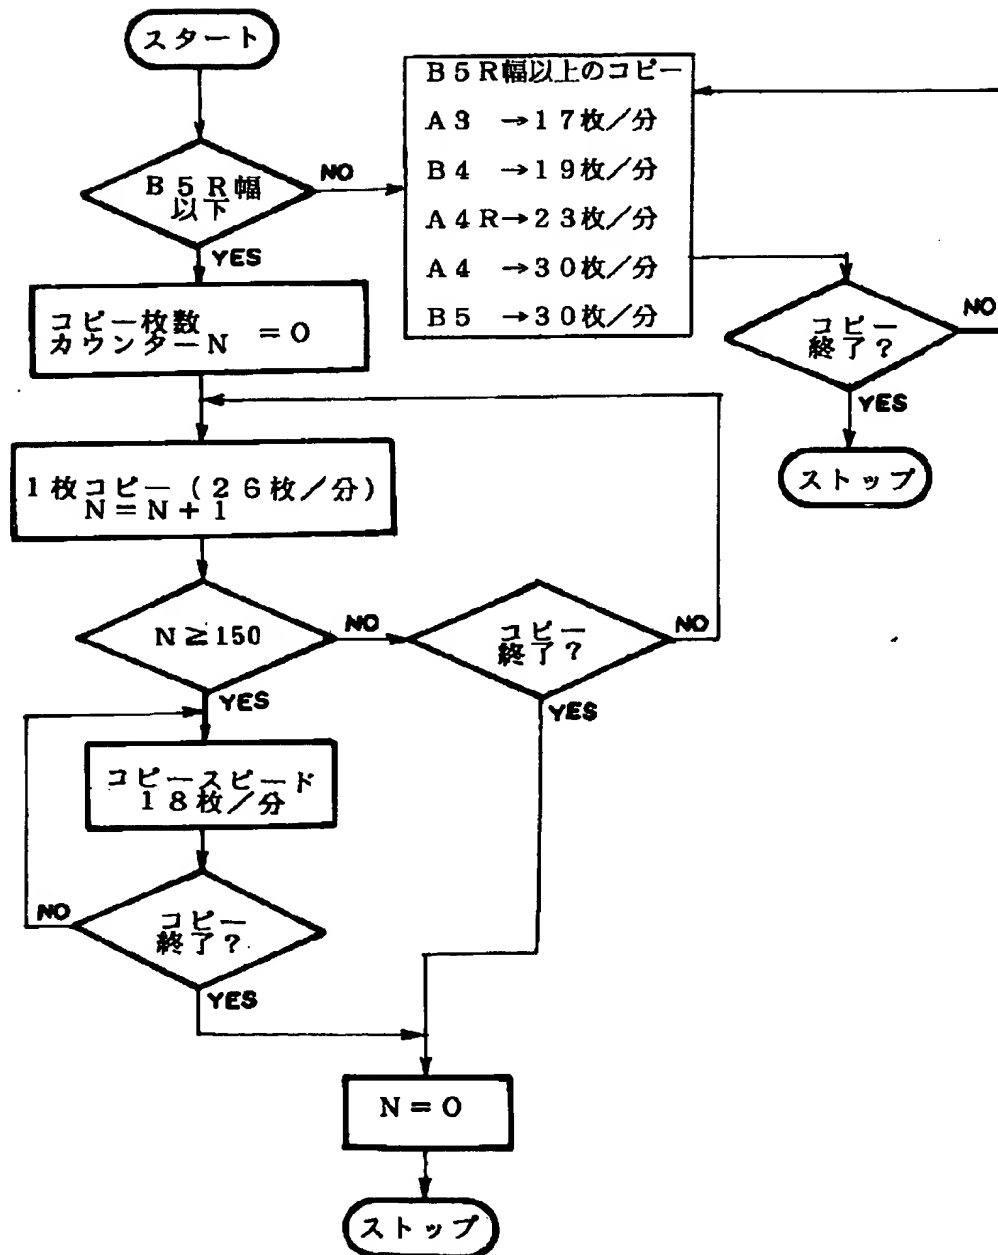 スタート
B5R幅
以下
NO
YES
B5R幅以上のコピー
A3 →17枚/分
B4 →19枚/分
A4R→23枚/分
A4 →30枚/分
B5 →30枚/分
コピー
終了?
NO
YES
ストップ
コピー枚数
カウンターN =0
1枚コピー(26枚/分)
N=N+1
N≧150
NO
YES
コピー
終了?
NO
YES
コピースピード
18枚/分
コピー
終了?
NO
YES
N=0
ストップ